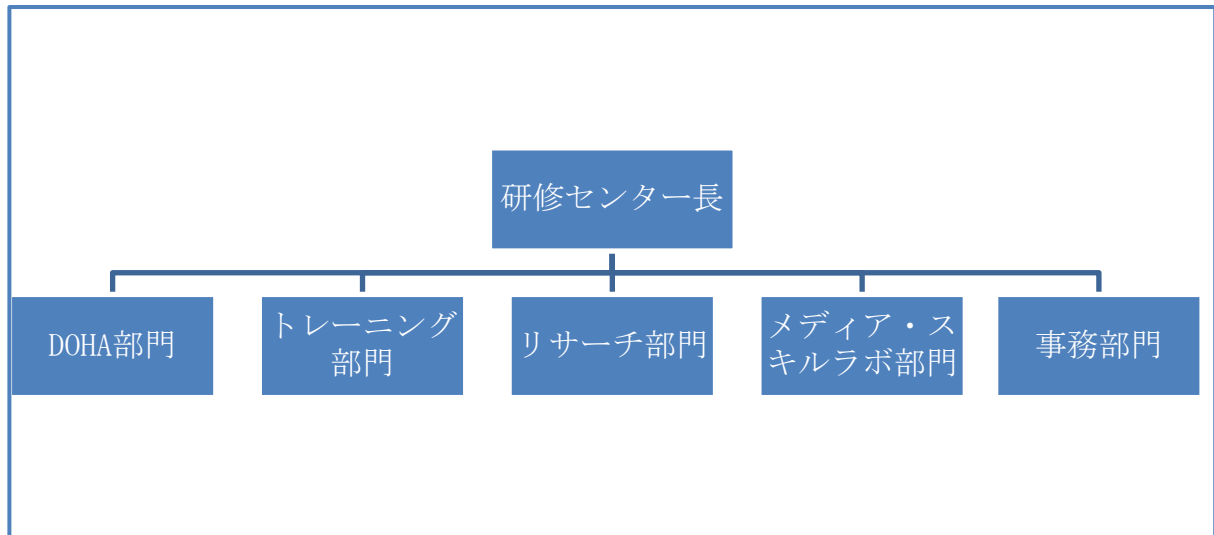 研修センター長
DOHA部門
トレーニング
部門
リサーチ部門
メディア・ス
キルラボ部門
事務部門